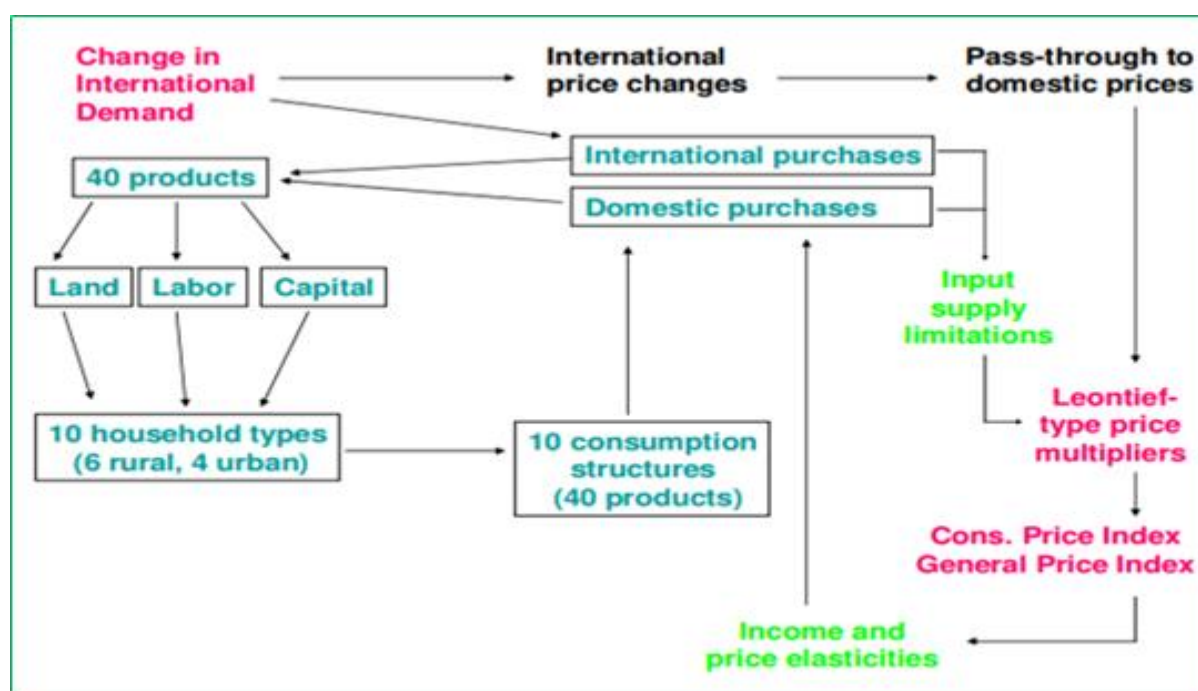 Change in
International
Demand
International
price changes
Pass-through to
domestic prices
International purchases
40 products
Domestic purchases
Land
Labor
Capital
Input
supply
limitations
Leontief-
type price
multipliers
10 household types
(6 rural, 4 urban)
10 consumption
structures
(40 products)
Cons. Price Index
General Price Index
Income and
price elasticities